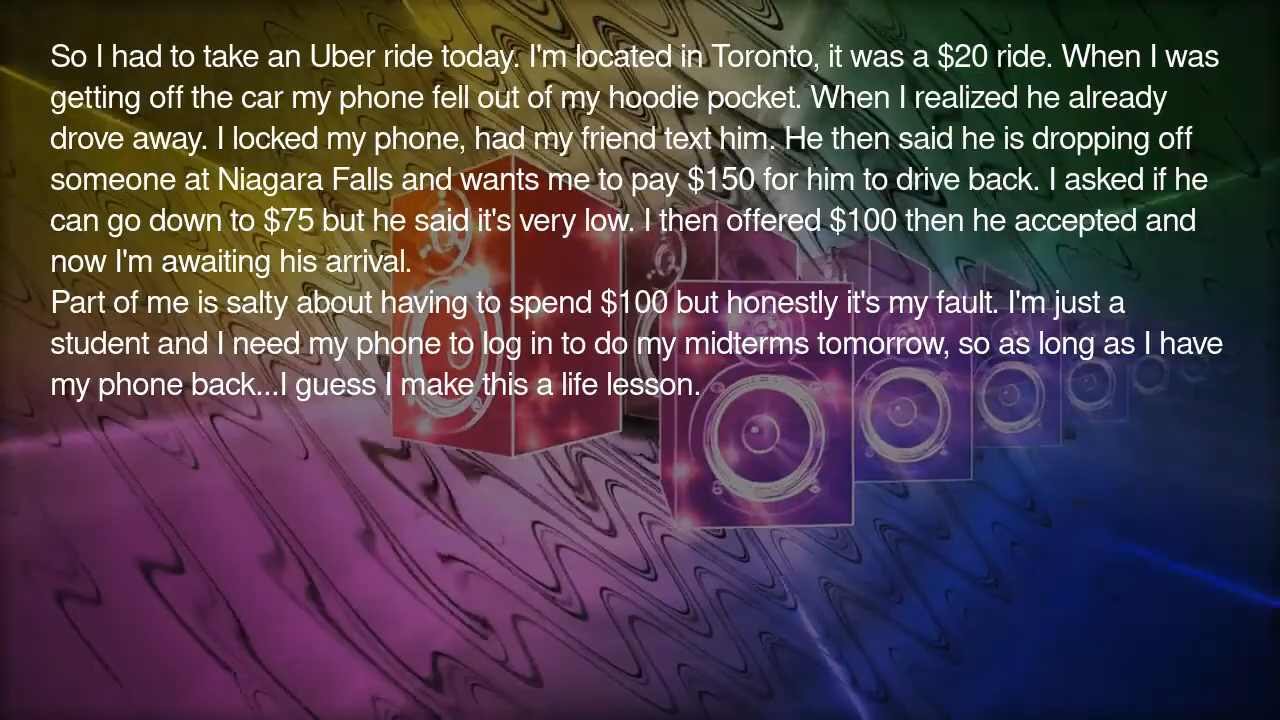 So I had to take an Uber ride today. I'm located in Toronto, it was a $20 ride. When I was
getting off the car my phone fell out of my hoodie pocket. When I realized he already
drove away. I locked my phone, had my friend text him. He then said he is dropping off
someone at Niagara Falls and wants me to pay $150 for him to drive back. I asked if he
can go down to $75 but he said it's very low. I then offered $100 then he accepted and
now I'm awaiting his arrival.
Part of me is salty about having to spend $100 but honestly it's my fault. I'm just a
student and I need my phone to log in to do my midterms tomorrow, so as long as I have
my phone back...I guess I make this a life lesson.